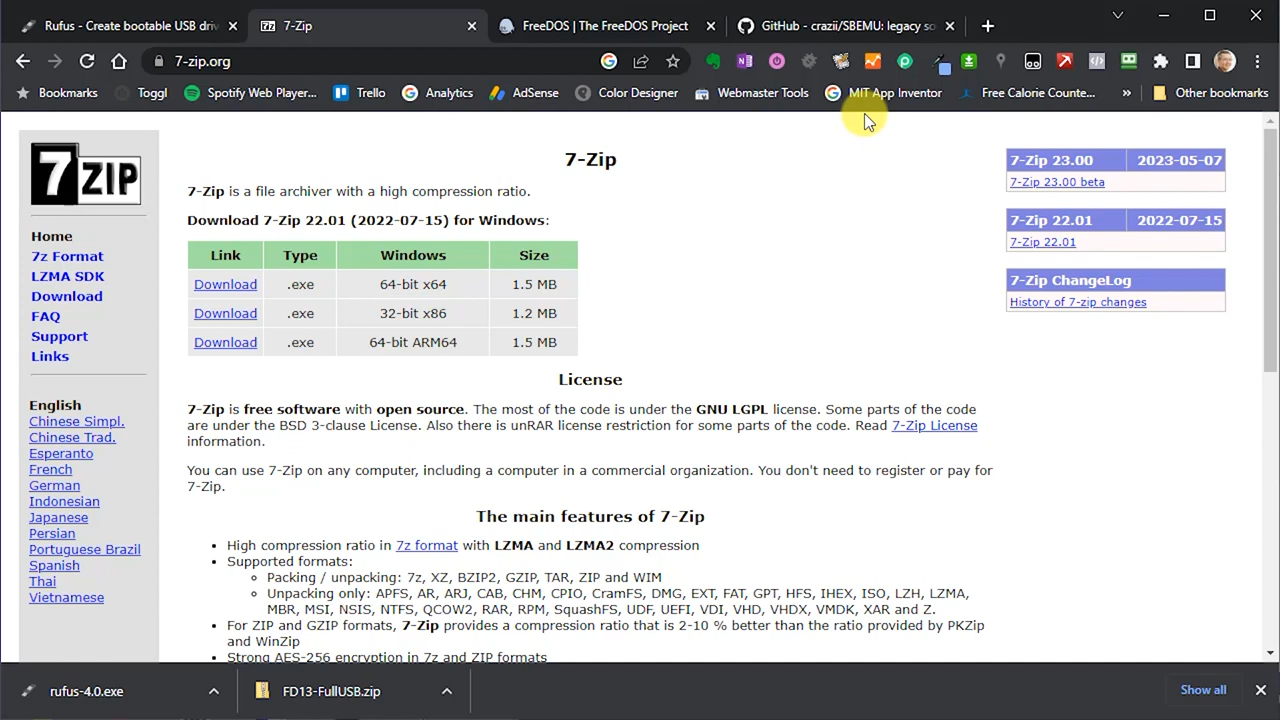 Rufus - Create bootable USB driv
7-Zip
FreeDOS | The FreeDOS Project
GitHub - crazii/SBEMU: legacy so
7-zip.org
Bookmarks
Toggl
Spotify Web Player...
Trello
Analytics
AdSense
Color Designer
Webmaster Tools
MIT App Inventor
Free Calorie Counte...
»
Other bookmarks
7 ZIP
Home
7z Format
LZMA SDK
Download
FAQ
Support
Links
English
Chinese Simpl.
Chinese Trad.
Esperanto
French
German
Indonesian
Japanese
Persian
Portuguese Brazil
Spanish
Thai
Vietnamese
7-Zip
7-Zip is a file archiver with a high compression ratio.
Download 7-Zip 22.01 (2022-07-15) for Windows:
Link Type Windows Size
Download .exe 64-bit x64 1.5 MB
Download .exe 32-bit x86 1.2 MB
Download .exe 64-bit ARM64 1.5 MB
License
7-Zip is free software with open source. The most of the code is under the GNU LGPL license. Some parts of the code
are under the BSD 3-clause License. Also there is unRAR license restriction for some parts of the code. Read 7-Zip License
information.
You can use 7-Zip on any computer, including a computer in a commercial organization. You don't need to register or pay for
7-Zip.
The main features of 7-Zip
• High compression ratio in 7z format with LZMA and LZMA2 compression
• Supported formats:
Packing / unpacking: 7z, XZ, BZIP2, GZIP, TAR, ZIP and WIM
Unpacking only: APFS, AR, ARJ, CAB, CHM, CPIO, CramFS, DMG, EXT, FAT, GPT, HFS, IHEX, ISO, LZH, LZMA,
MBR, MSI, NSIS, NTFS, QCOW2, RAR, RPM, SquashFS, UDF, UEFI, VDI, VHD, VHDX, VMDK, XAR and Z.
• For ZIP and GZIP formats, 7-Zip provides a compression ratio that is 2-10 % better than the ratio provided by PKZip
and WinZip
• Strong AES-256 encryption in 7z and ZIP formats
7-Zip 23.00 2023-05-07
7-Zip 23.00 beta
7-Zip 22.01 2022-07-15
7-Zip 22.01
7-Zip ChangeLog
History of 7-zip changes
rufus-4.0.exe
FD13-FullUSB.zip
Show all